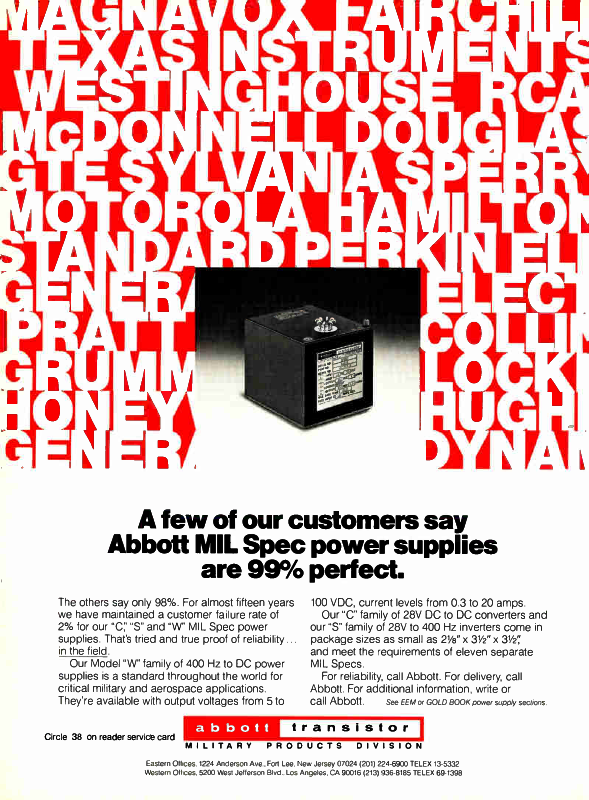 MAGNAVOX FAIRCHIL
TEXAS INSTRUMENTS
WESTINGHOUSE RCA
McDONNELL DOUGLAS
GTE SYLVANIA SPERRY
MOTOROLA HAMILTON
STANDARD PERKIN EL
GENERA ELECT
PRATT COLLIN
GRUMM LOCK
HONEY HUGH
GENERA DYNAM
A few of our customers say
Abbott MIL Spec power supplies
are 99% perfect.
The others say only 98%. For almost fifteen years
we have maintained a customer failure rate of
2% for our “C,” “S” and “W” MIL Spec power
supplies. That's tried and true proof of reliability...
in the field.
Our Model “W” family of 400 Hz to DC power
supplies is a standard throughout the world for
critical military and aerospace applications.
They're available with output voltages from 5 to
100 VDC, current levels from 0.3 to 20 amps.
Our “C” family of 28V DC to DC converters and
our “S” family of 28V to 400 Hz inverters come in
package sizes as small as 2⅛" x 3½" x 3½",
and meet the requirements of eleven separate
MIL Specs.
For reliability, call Abbott. For delivery, call
Abbott. For additional information, write or
call Abbott. See EEM or GOLD BOOK power supply sections.
Circle 38 on reader service card
abbott transistor
MILITARY PRODUCTS DIVISION
Eastern Offices, 1224 Anderson Ave., Fort Lee, New Jersey 07024 (201) 224-6900 TELEX 13-5332
Western Offices, 5200 West Jefferson Blvd., Los Angeles, CA 90016 (213) 936-8185 TELEX 69-1398